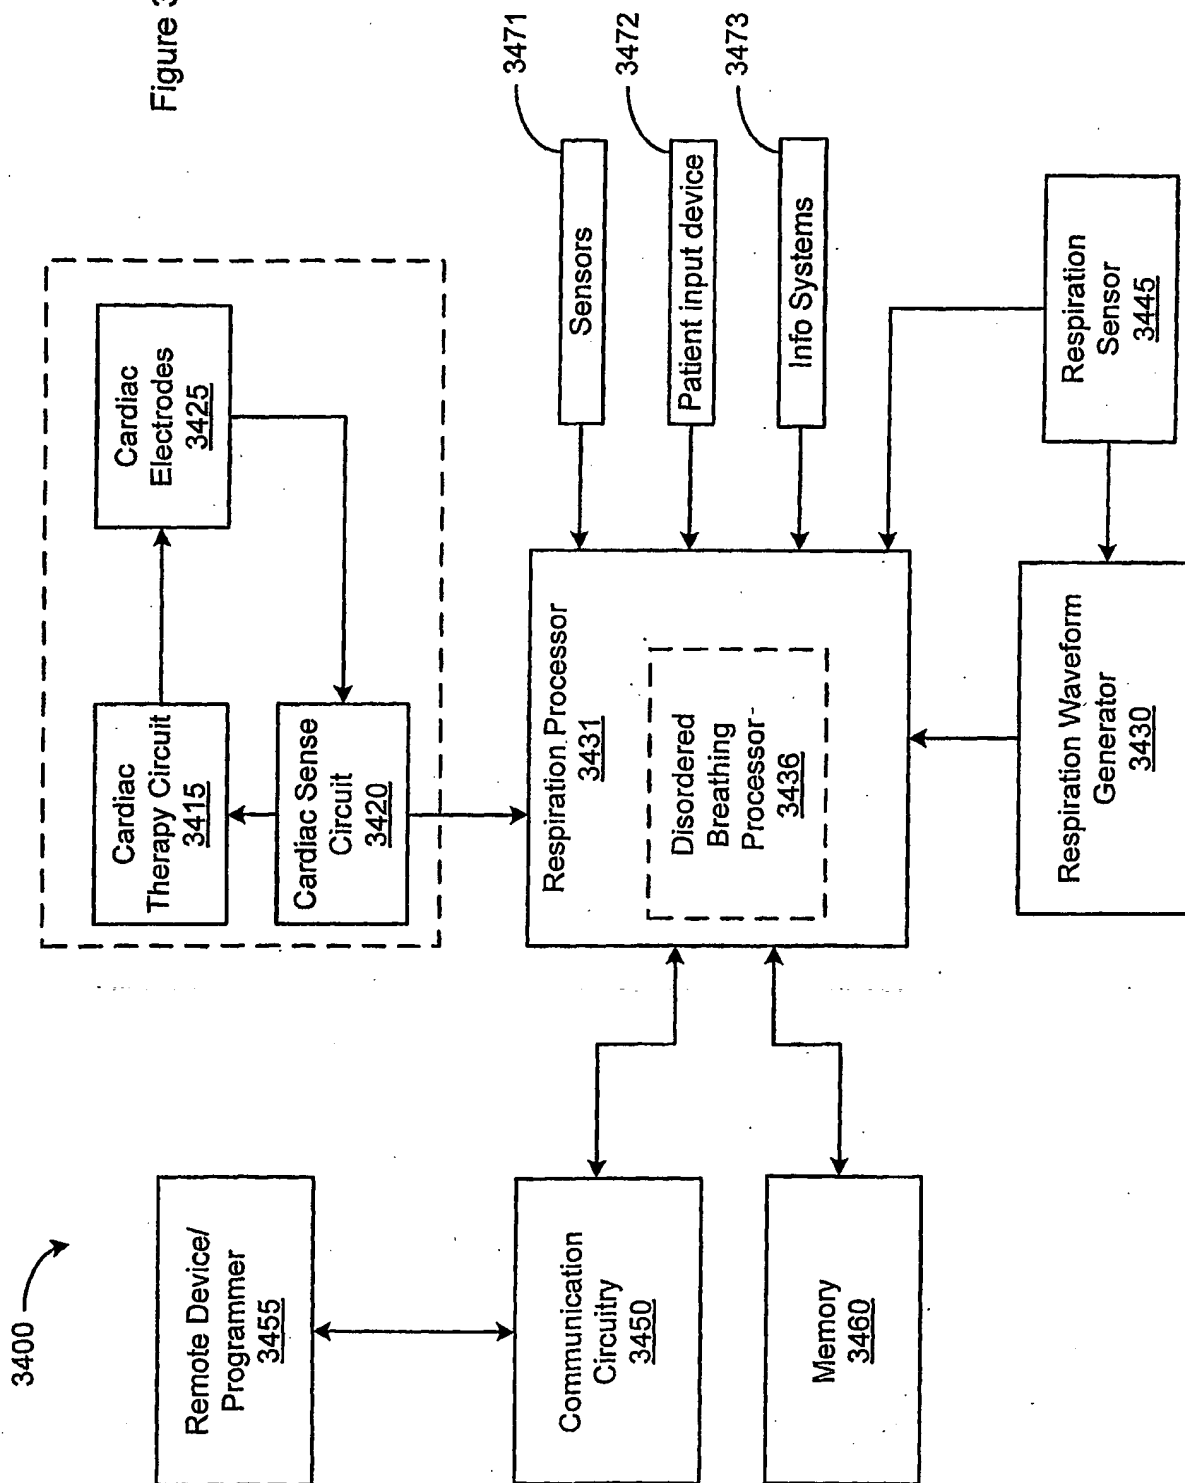 Figure 3
3400
Remote Device/
Programmer
3455
Communication
Circuitry
3450
Memory
3460
Cardiac
Therapy Circuit
3415
Cardiac Sense
Circuit
3420
Cardiac
Electrodes
3425
Respiration Processor
3431
Disordered
Breathing
Processor
3436
Sensors
3471
Patient input device
3472
Info Systems
3473
Respiration Waveform
Generator
3430
Respiration
Sensor
3445